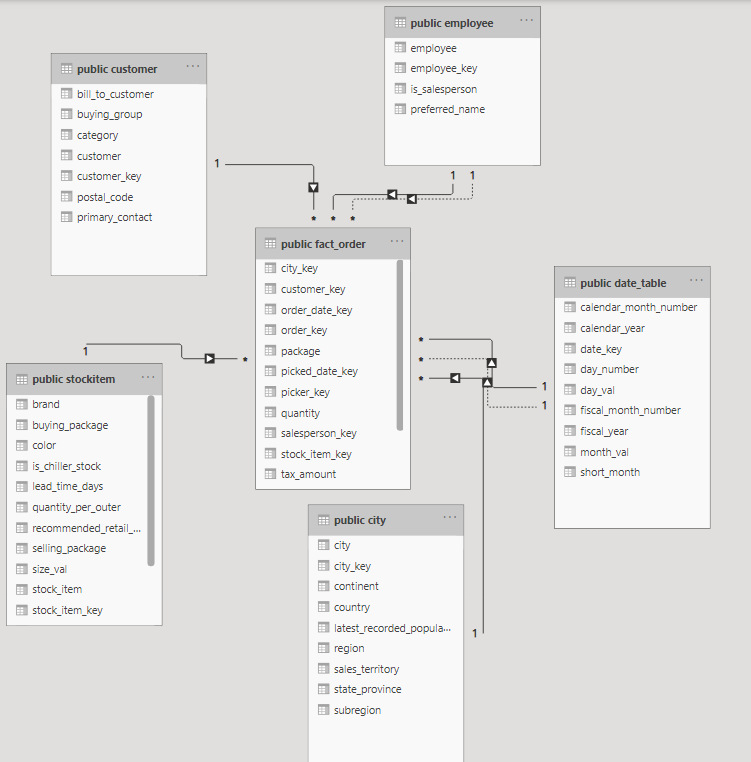 public employee
employee
employee_key
is_salesperson
preferred_name
public customer
bill_to_customer
buying_group
category
customer
customer_key
postal_code
primary_contact
1
1 1
* * *
public fact_order
city_key
customer_key
order_date_key
order_key
package
picked_date_key
picker_key
quantity
salesperson_key
stock_item_key
tax_amount
public date_table
calendar_month_number
calendar_year
date_key
day_number
day_val
fiscal_month_number
fiscal_year
month_val
short_month
*
*
*
1
1
1
*
public stockitem
brand
buying_package
color
is_chiller_stock
lead_time_days
quantity_per_outer
recommended_retail_...
selling_package
size_val
stock_item
stock_item_key
public city
city
city_key
continent
country
latest_recorded_popula...
region
sales_territory
state_province
subregion
1